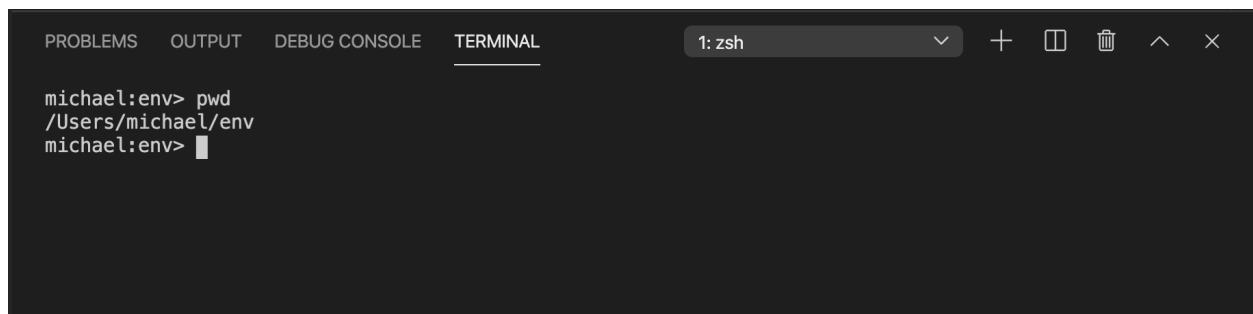 PROBLEMS OUTPUT DEBUG CONSOLE TERMINAL 1: zsh
michael:env> pwd
/Users/michael/env
michael:env>